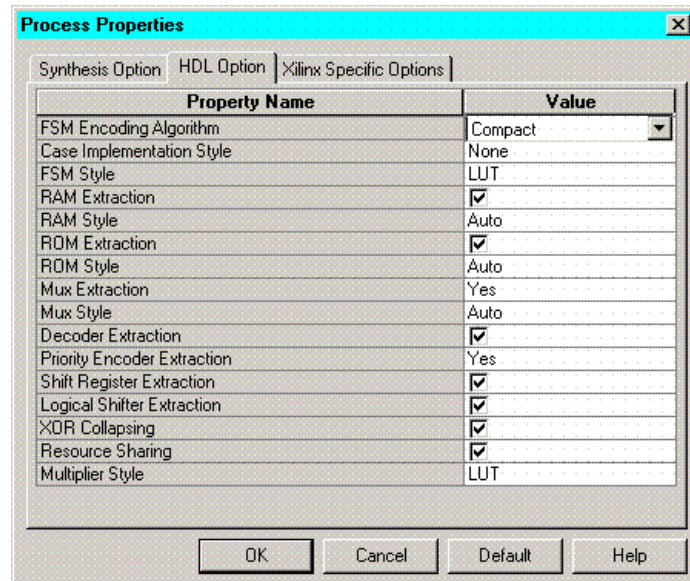 Process Properties
Synthesis Option HDL Option Xilinx Specific Options
Property Name Value
FSM Encoding Algorithm Compact
Case Implementation Style None
FSM Style LUT
RAM Extraction
RAM Style Auto
ROM Extraction
ROM Style Auto
Mux Extraction Yes
Mux Style Auto
Decoder Extraction
Priority Encoder Extraction Yes
Shift Register Extraction
Logical Shifter Extraction
XOR Collapsing
Resource Sharing
Multiplier Style LUT
OK Cancel Default Help